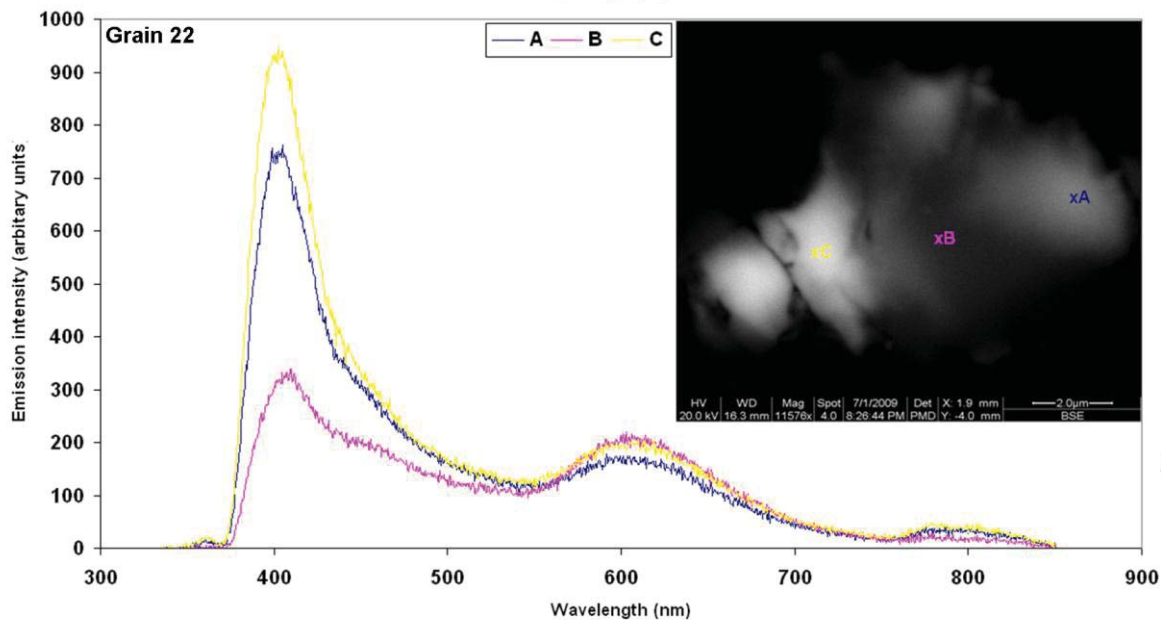 Grain 22
A B C
1000
900
800
700
600
500
400
300
200
100
0
Emission intensity (arbitary units)
300 400 500 600 700 800 900
Wavelength (nm)
xA
xB
xC
HV WD Mag Spot 7/1/2009 Det X: 1.9 mm 2.0µm
20.0 kV 16.3 mm 11576x 4.0 8:26:44 PM PMD Y: -4.0 mm BSE